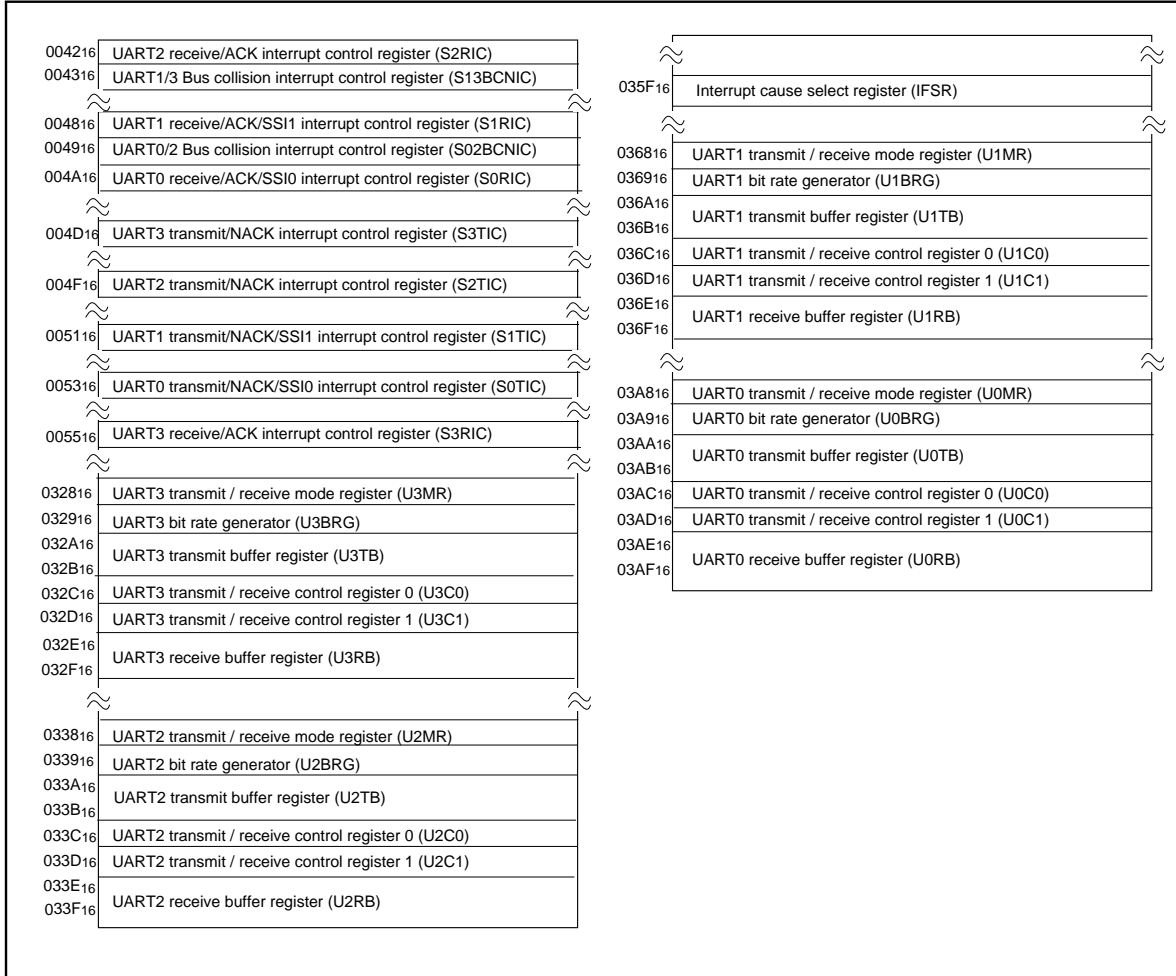 004216 UART2 receive/ACK interrupt control register (S2RIC)
004316 UART1/3 Bus collision interrupt control register (S13BCNIC)
004816 UART1 receive/ACK/SSI1 interrupt control register (S1RIC)
004916 UART0/2 Bus collision interrupt control register (S02BCNIC)
004A16 UART0 receive/ACK/SSI0 interrupt control register (S0RIC)
004D16 UART3 transmit/NACK interrupt control register (S3TIC)
004F16 UART2 transmit/NACK interrupt control register (S2TIC)
005116 UART1 transmit/NACK/SSI1 interrupt control register (S1TIC)
005316 UART0 transmit/NACK/SSI0 interrupt control register (S0TIC)
005516 UART3 receive/ACK interrupt control register (S3RIC)
032816 UART3 transmit / receive mode register (U3MR)
032916 UART3 bit rate generator (U3BRG)
032A16
UART3 transmit buffer register (U3TB)
032B16
032C16 UART3 transmit / receive control register 0 (U3C0)
032D16 UART3 transmit / receive control register 1 (U3C1)
032E16
UART3 receive buffer register (U3RB)
032F16
033816 UART2 transmit / receive mode register (U2MR)
033916 UART2 bit rate generator (U2BRG)
033A16
UART2 transmit buffer register (U2TB)
033B16
033C16 UART2 transmit / receive control register 0 (U2C0)
033D16 UART2 transmit / receive control register 1 (U2C1)
033E16
UART2 receive buffer register (U2RB)
033F16
035F16 Interrupt cause select register (IFSR)
036816 UART1 transmit / receive mode register (U1MR)
036916 UART1 bit rate generator (U1BRG)
036A16
UART1 transmit buffer register (U1TB)
036B16
036C16 UART1 transmit / receive control register 0 (U1C0)
036D16 UART1 transmit / receive control register 1 (U1C1)
036E16
UART1 receive buffer register (U1RB)
036F16
03A816 UART0 transmit / receive mode register (U0MR)
03A916 UART0 bit rate generator (U0BRG)
03AA16
UART0 transmit buffer register (U0TB)
03AB16
03AC16 UART0 transmit / receive control register 0 (U0C0)
03AD16 UART0 transmit / receive control register 1 (U0C1)
03AE16
UART0 receive buffer register (U0RB)
03AF16